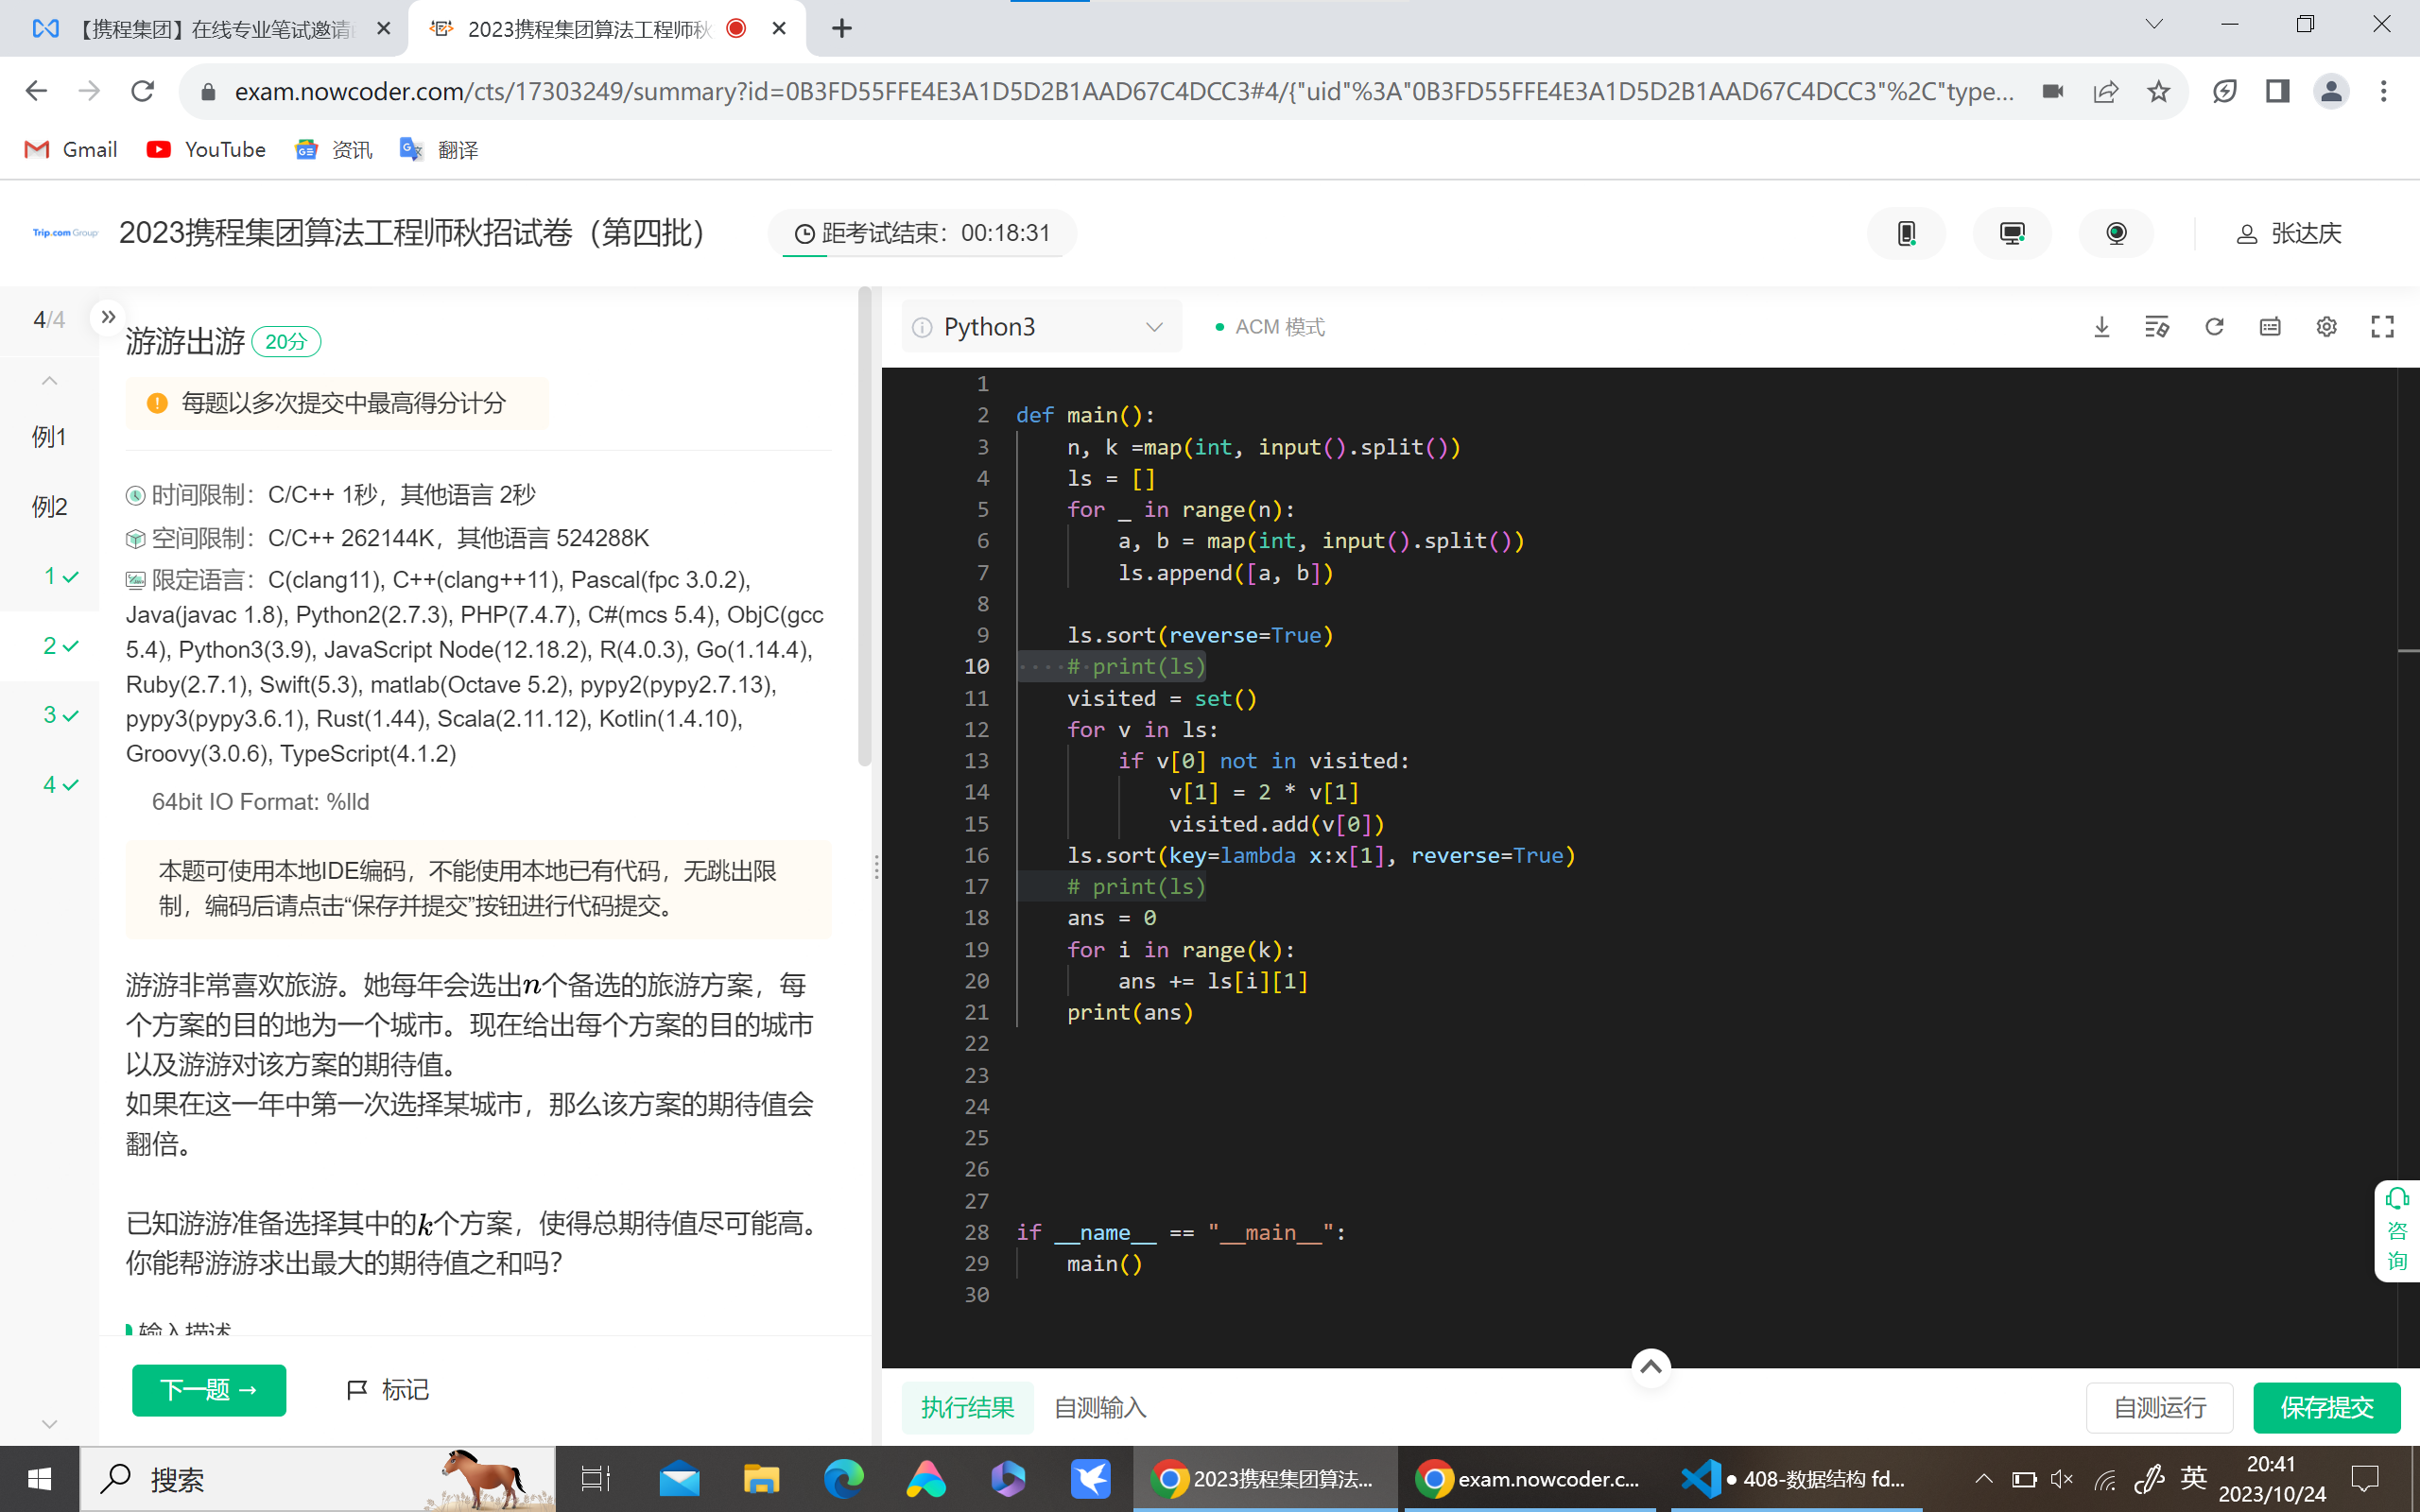 【携程集团】在线专业笔试邀请
2023携程集团算法工程师秋
exam.nowcoder.com/cts/17303249/summary?id=0B3FD55FFE4E3A1D5D2B1AAD67C4DCC3#4/{"uid"%3A"0B3FD55FFE4E3A1D5D2B1AAD67C4DCC3"%2C"type...
Gmail
YouTube
资讯
翻译
Trip.com Group
2023携程集团算法工程师秋招试卷（第四批）
距考试结束：00:18:31
张达庆
4/4
例1
例2
1
2
3
4
游游出游 20分
每题以多次提交中最高得分计分
时间限制：C/C++ 1秒，其他语言 2秒
空间限制：C/C++ 262144K，其他语言 524288K
限定语言：C(clang11), C++(clang++11), Pascal(fpc 3.0.2),
Java(javac 1.8), Python2(2.7.3), PHP(7.4.7), C#(mcs 5.4), ObjC(gcc
5.4), Python3(3.9), JavaScript Node(12.18.2), R(4.0.3), Go(1.14.4),
Ruby(2.7.1), Swift(5.3), matlab(Octave 5.2), pypy2(pypy2.7.13),
pypy3(pypy3.6.1), Rust(1.44), Scala(2.11.12), Kotlin(1.4.10),
Groovy(3.0.6), TypeScript(4.1.2)
64bit IO Format: %lld
本题可使用本地IDE编码，不能使用本地已有代码，无跳出限
制，编码后请点击“保存并提交”按钮进行代码提交。
游游非常喜欢旅游。她每年会选出n个备选的旅游方案，每
个方案的目的地为一个城市。现在给出每个方案的目的城市
以及游游对该方案的期待值。
如果在这一年中第一次选择某城市，那么该方案的期待值会
翻倍。
已知游游准备选择其中的k个方案，使得总期待值尽可能高。
你能帮游游求出最大的期待值之和吗？
输入描述
下一题 →
标记
Python3
ACM 模式
1
2 def main():
3     n, k =map(int, input().split())
4     ls = []
5     for _ in range(n):
6         a, b = map(int, input().split())
7         ls.append([a, b])
8
9     ls.sort(reverse=True)
10     # print(ls)
11     visited = set()
12     for v in ls:
13         if v[0] not in visited:
14             v[1] = 2 * v[1]
15             visited.add(v[0])
16     ls.sort(key=lambda x:x[1], reverse=True)
17     # print(ls)
18     ans = 0
19     for i in range(k):
20         ans += ls[i][1]
21     print(ans)
22
23
24
25
26
27
28 if __name__ == "__main__":
29     main()
30
咨
询
执行结果
自测输入
自测运行
保存提交
搜索
2023携程集团算法...
exam.nowcoder.c...
● 408-数据结构 fd...
英
20:41
2023/10/24